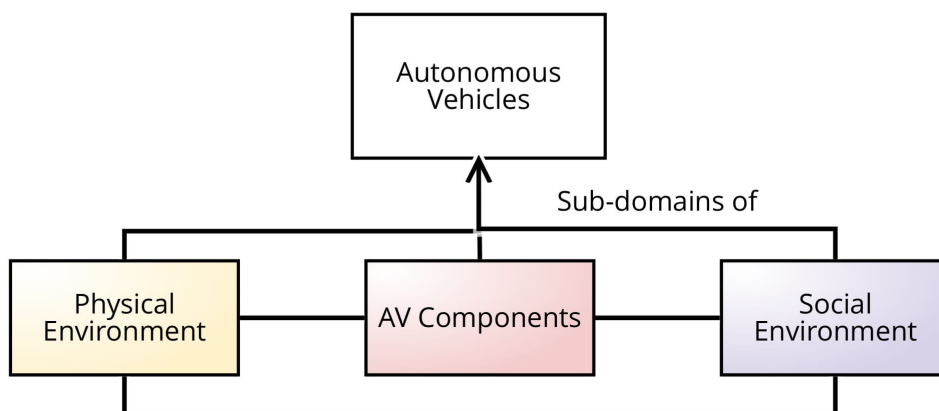 Autonomous
Vehicles
Sub-domains of
Physical
Environment
AV Components
Social
Environment